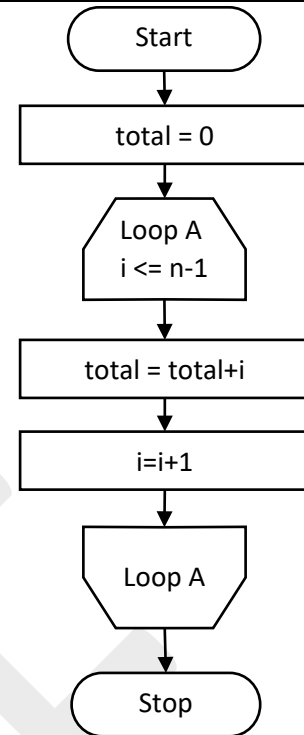 Start
total = 0
Loop A
i <= n-1
total = total+i
i=i+1
Loop A
Stop